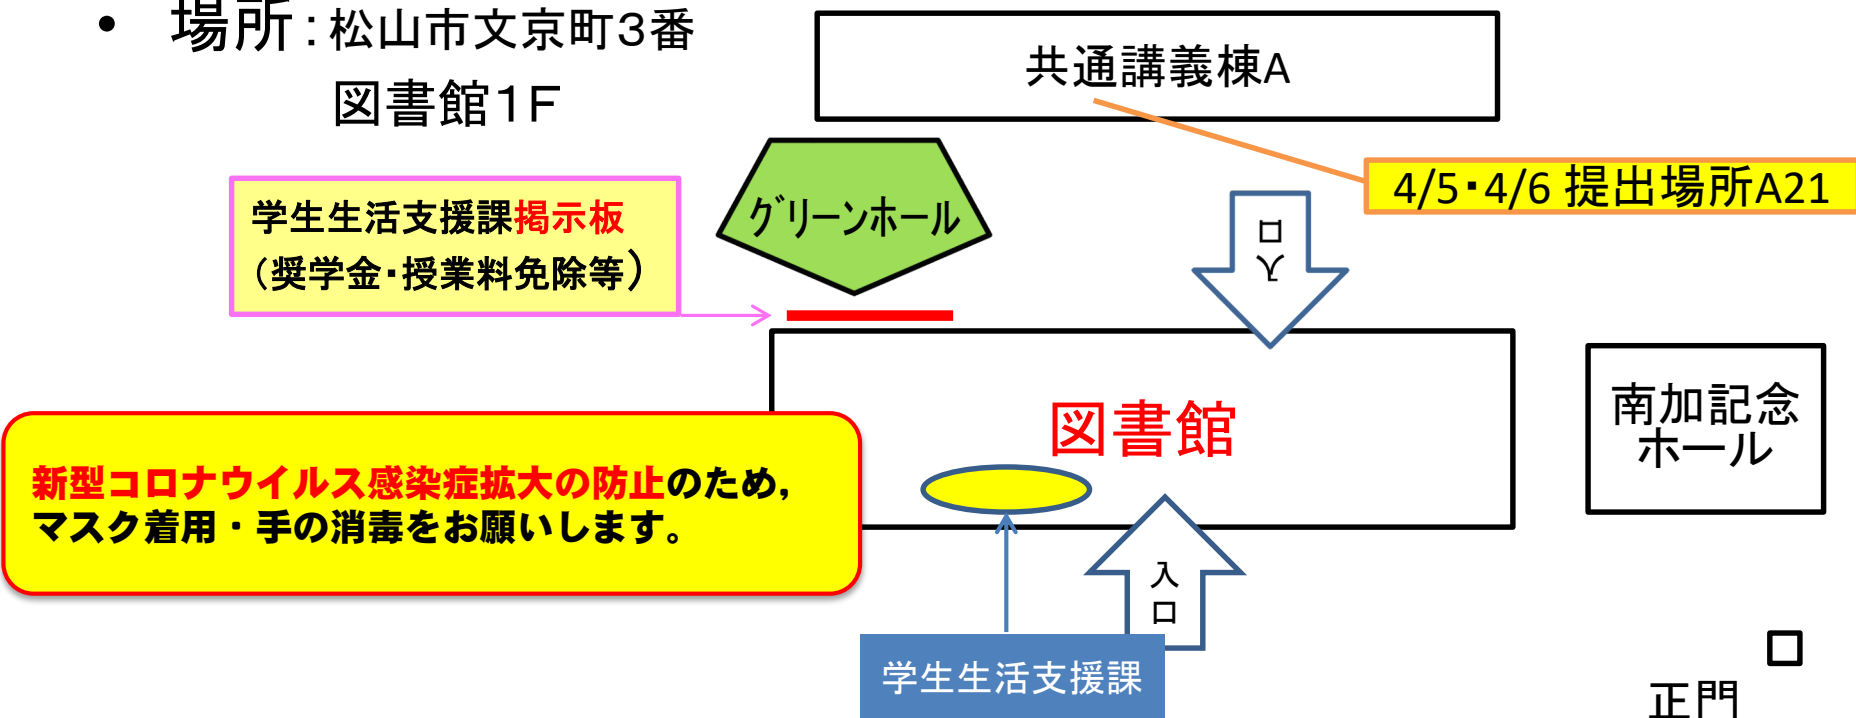 • 場所：松山市文京町3番
図書館1F
共通講義棟A
4/5・4/6 提出場所A21
グリーンホール
学生生活支援課掲示板
（奨学金・授業料免除等）
入口
図書館
南加記念
ホール
新型コロナウイルス感染症拡大の防止のため，
マスク着用・手の消毒をお願いします。
入
口
学生生活支援課
正門